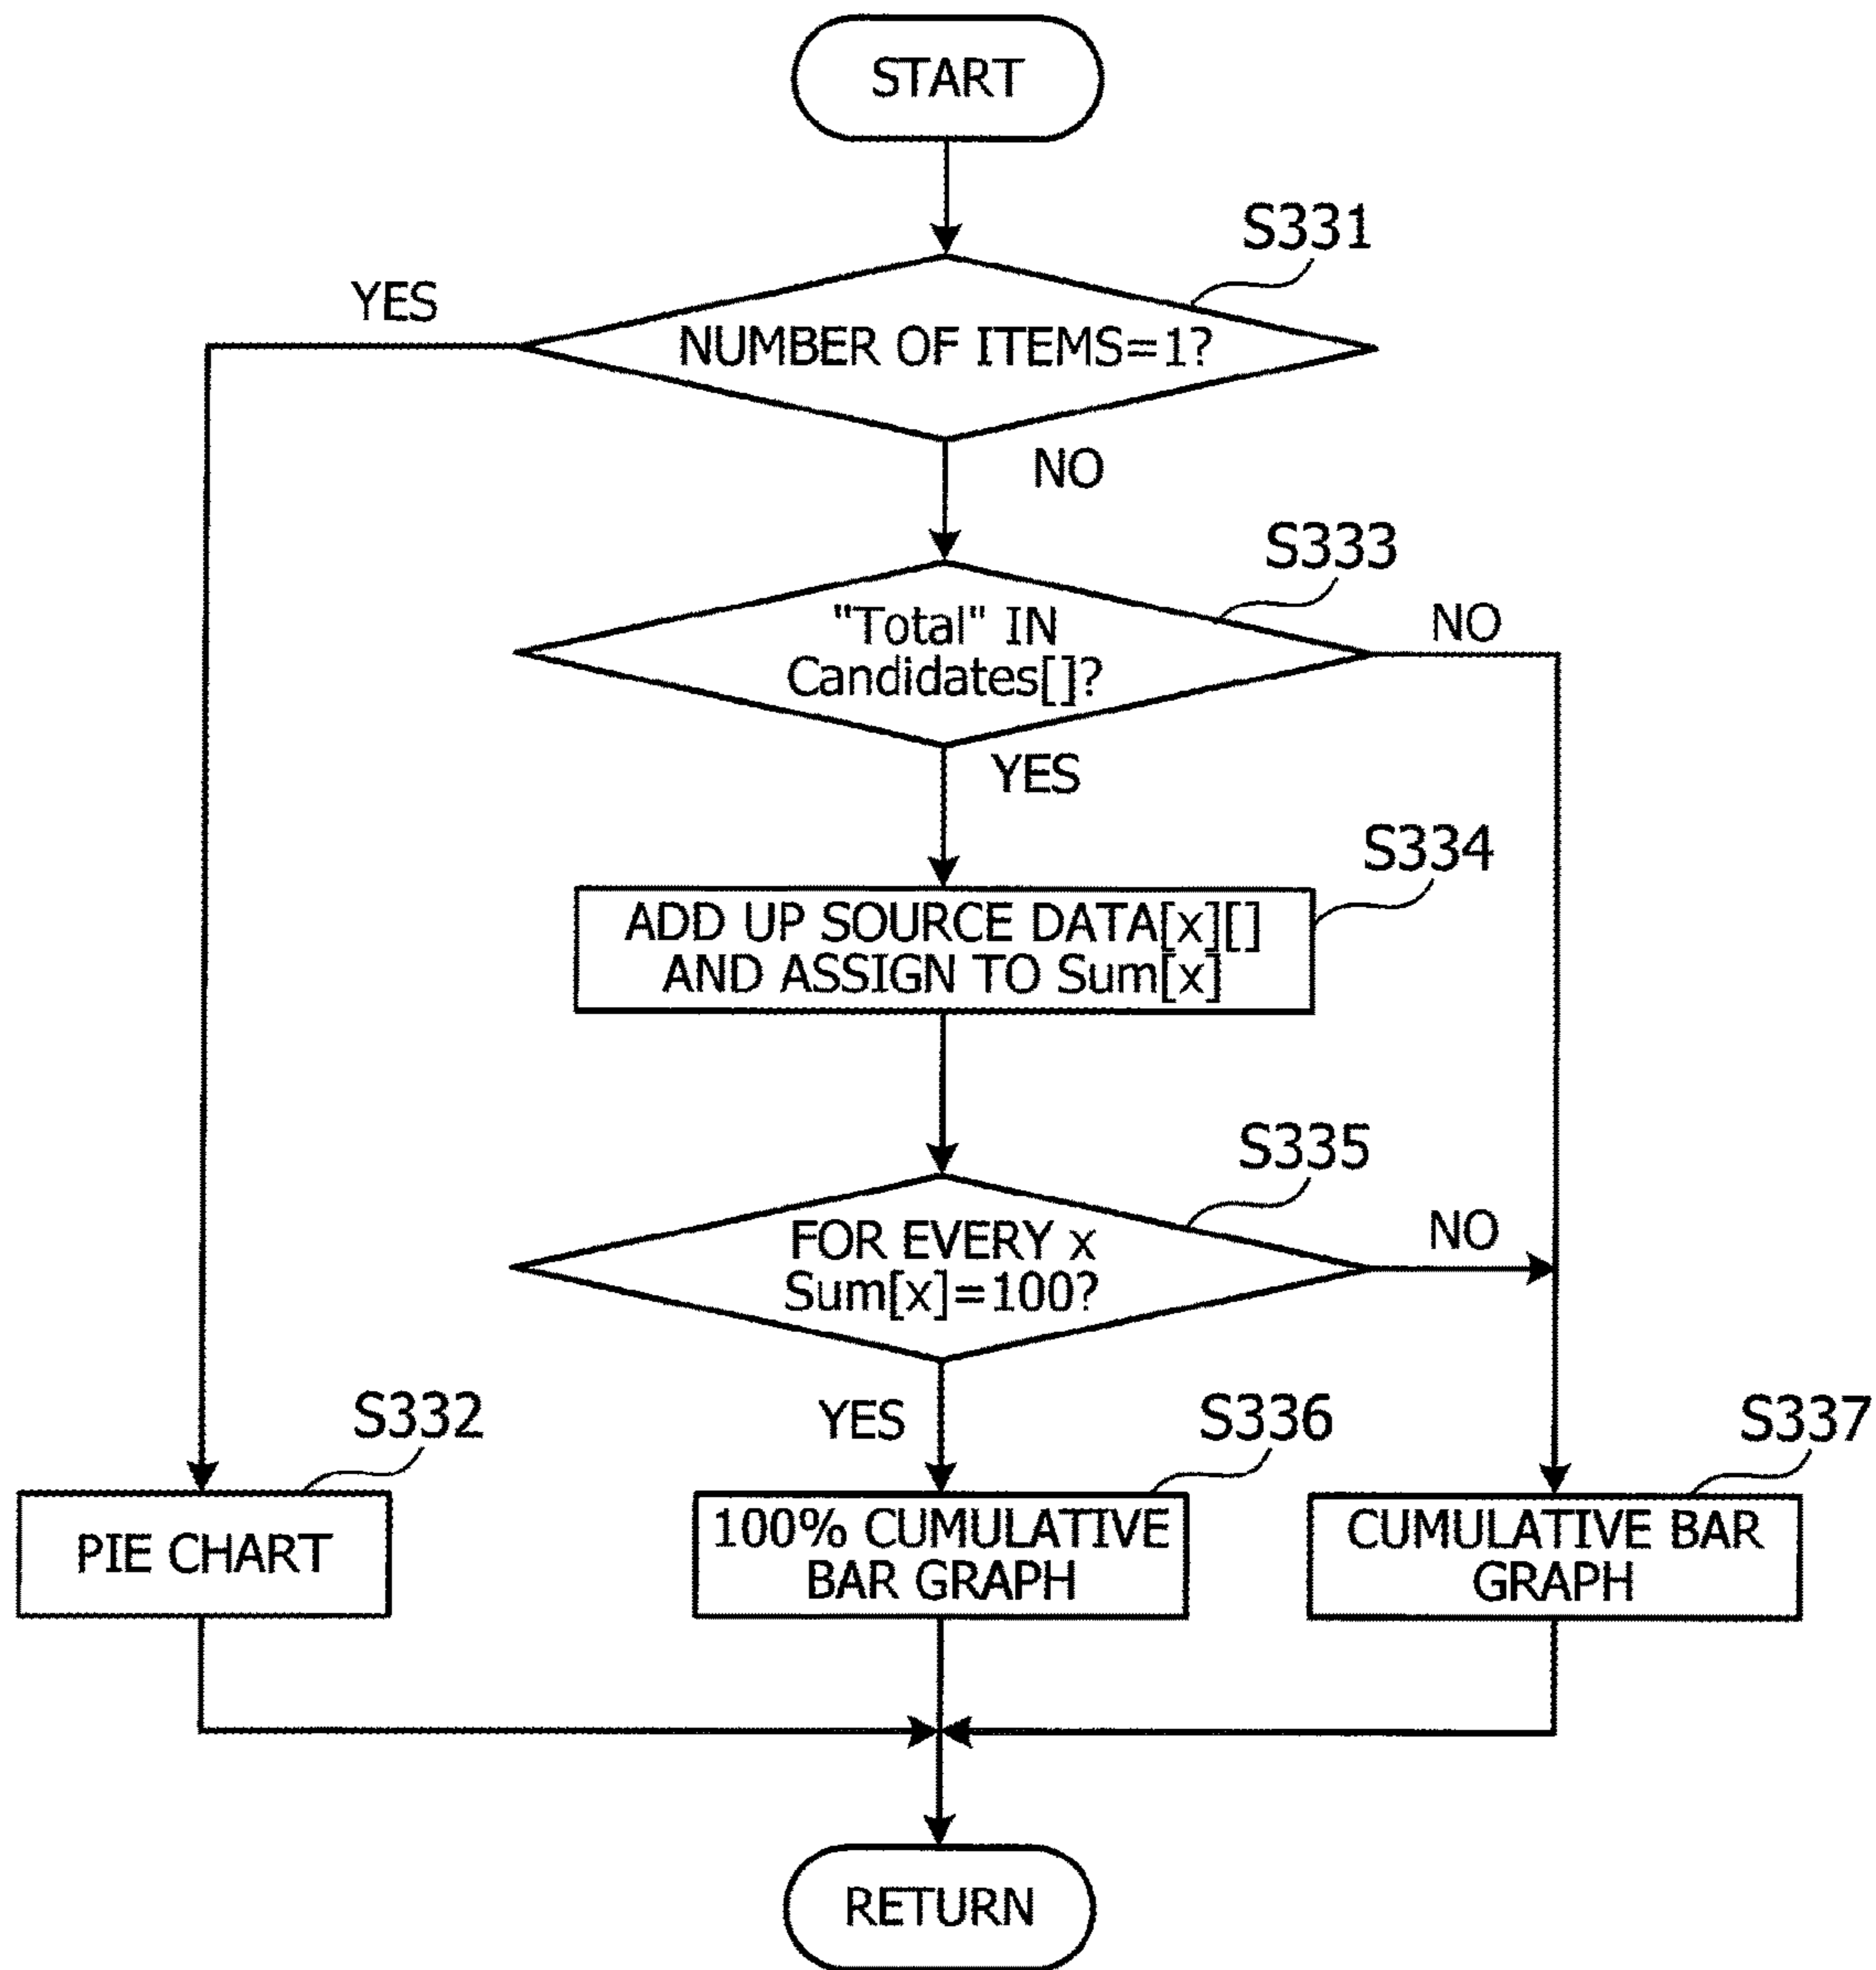 START
S331
YES
NUMBER OF ITEMS=1?
NO
S333
"Total" IN
Candidates[]?
NO
YES
S334
ADD UP SOURCE DATA[x][]
AND ASSIGN TO Sum[x]
S335
FOR EVERY x
Sum[x]=100?
NO
YES
S332
S336
S337
PIE CHART
100% CUMULATIVE
BAR GRAPH
CUMULATIVE BAR
GRAPH
RETURN